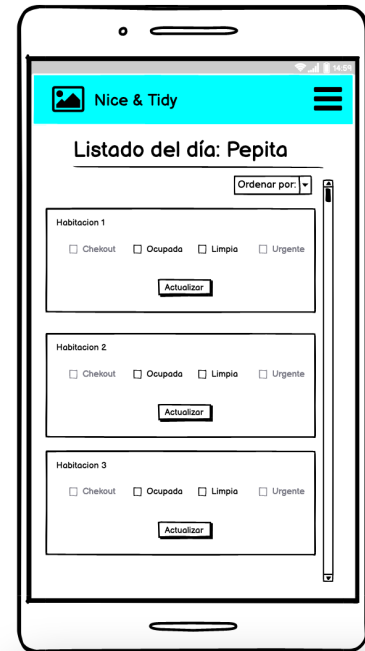 14:59
Nice & Tidy
Listado del día: Pepita
Ordenar por:
Habitacion 1
Chekout Ocupada Limpia Urgente
Actualizar
Habitacion 2
Chekout Ocupada Limpia Urgente
Actualizar
Habitacion 3
Chekout Ocupada Limpia Urgente
Actualizar